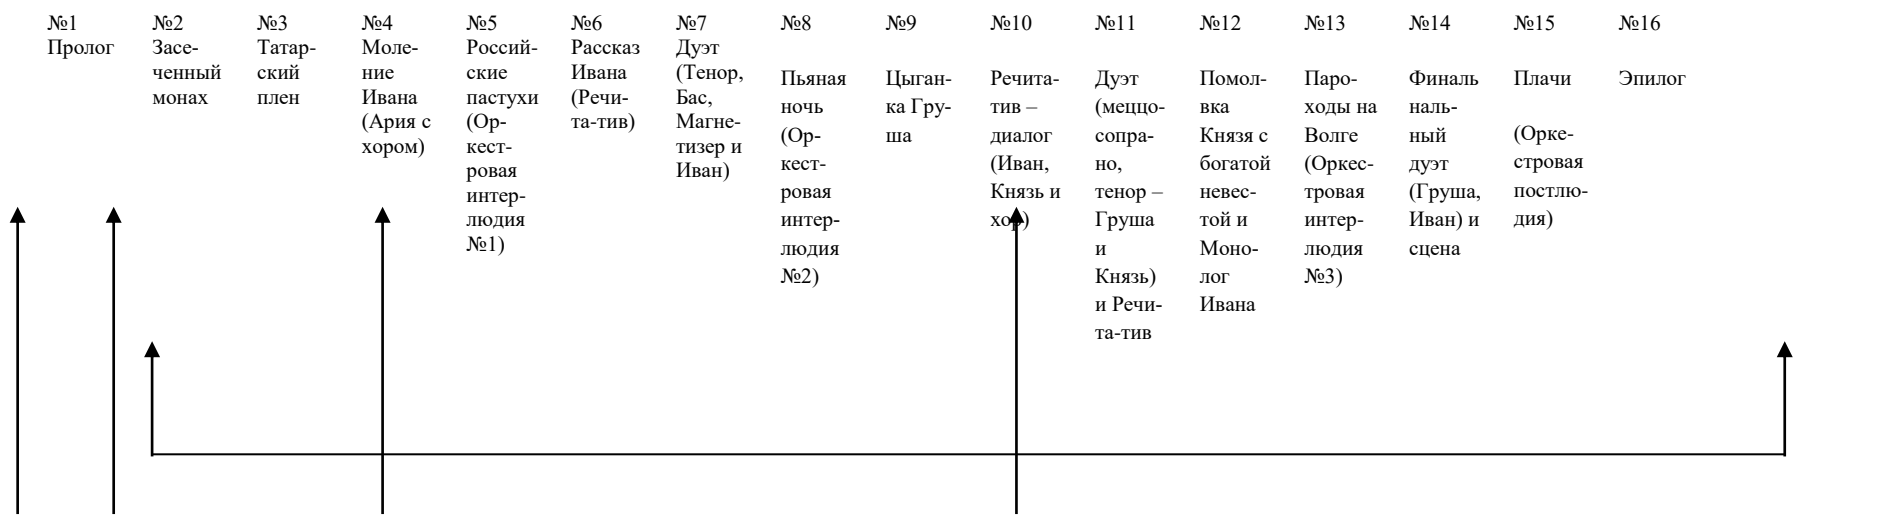 №1
Пролог
№2
Засе-
ченный
монах
№3
Татар-
ский
плен
№4
Моле-
ние
Ивана
(Ария с
хором)
№5
Россий-
ские
пастухи
(Ор-
кест-
ровая
интер-
людия
№1)
№6
Рассказ
Ивана
(Речи-
та-тив)
№7
Дуэт
(Тенор,
Бас,
Магне-
тизер и
Иван)
№8
Пьяная
ночь
(Ор-
кест-
ровая
интер-
людия
№2)
№9
Цыган-
ка Гру-
ша
№10
Речита-
тив –
диалог
(Иван,
Князь и
хор)
№11
Дуэт
(меццо-
сопра-
но,
тенор –
Груша
и
Князь)
и Речи-
та-тив
№12
Помол-
вка
Князя с
богатой
невес-
той и
Моно-
лог
Ивана
№13
Паро-
ходы на
Волге
(Оркес-
тровая
интер-
людия
№3)
№14
Финаль
наль-
ный
дуэт
(Груша,
Иван) и
сцена
№15
Плачи
(Орке-
стровая
постлю-
дия)
№16
Эпилог